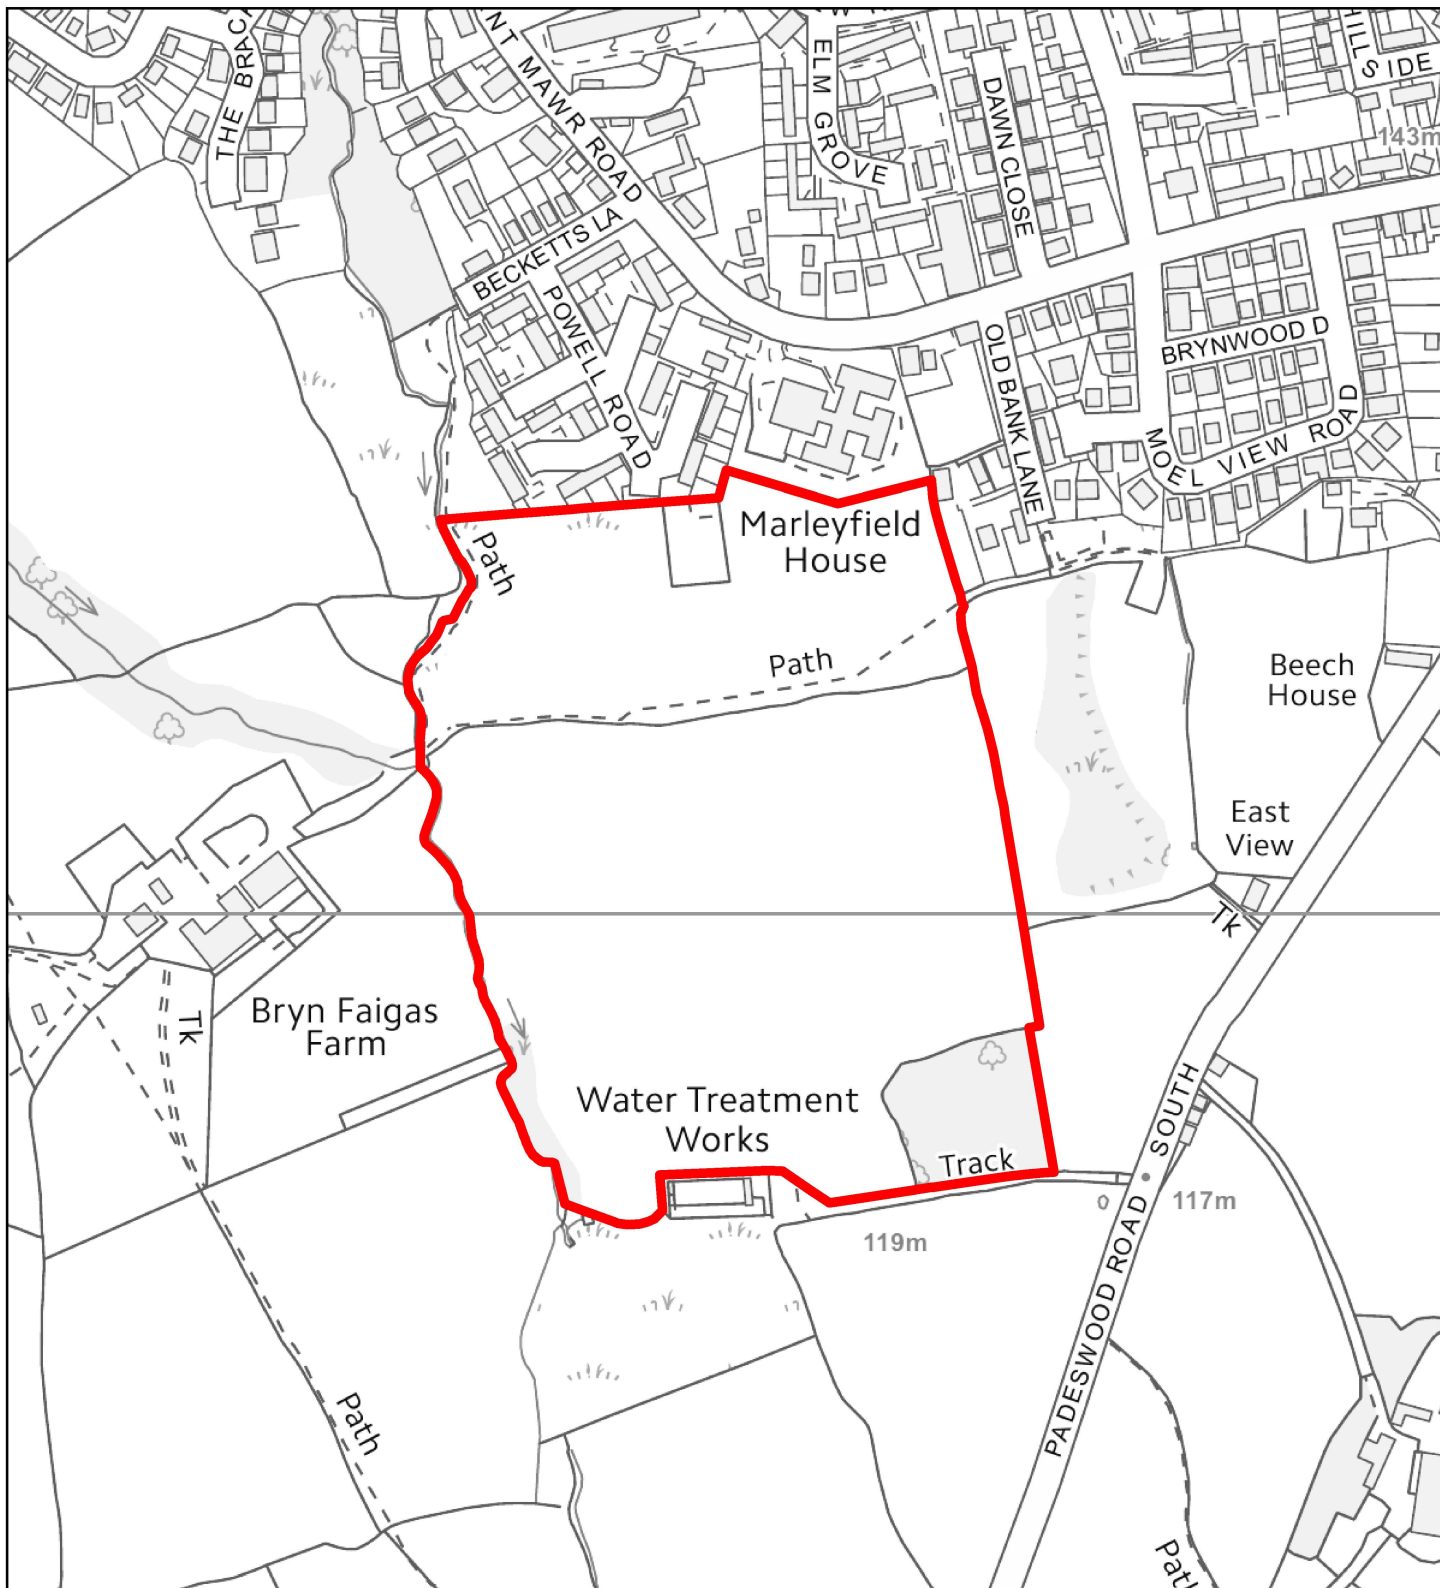 THE BRACK
NT MAWR ROAD
ELM GROVE
DAWN CLOSE
HILLSIDE
143m
BECKETTS LA
POWELL ROAD
OLD BANK LANE
BRYNWOOD D
MOEL VIEW ROAD
Marleyfield
House
Path
Path
Beech
House
East
View
Tk
Bryn Faigas
Farm
Tk
Water Treatment
Works
Track
119m
117m
PADESWOOD ROAD SOUTH
Path
Path